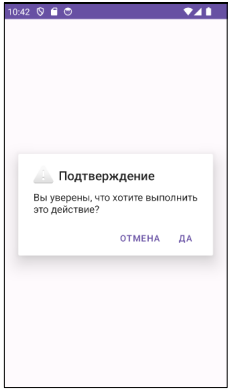 10:42
Подтверждение
Вы уверены, что хотите выполнить
это действие?
ОТМЕНА ДА